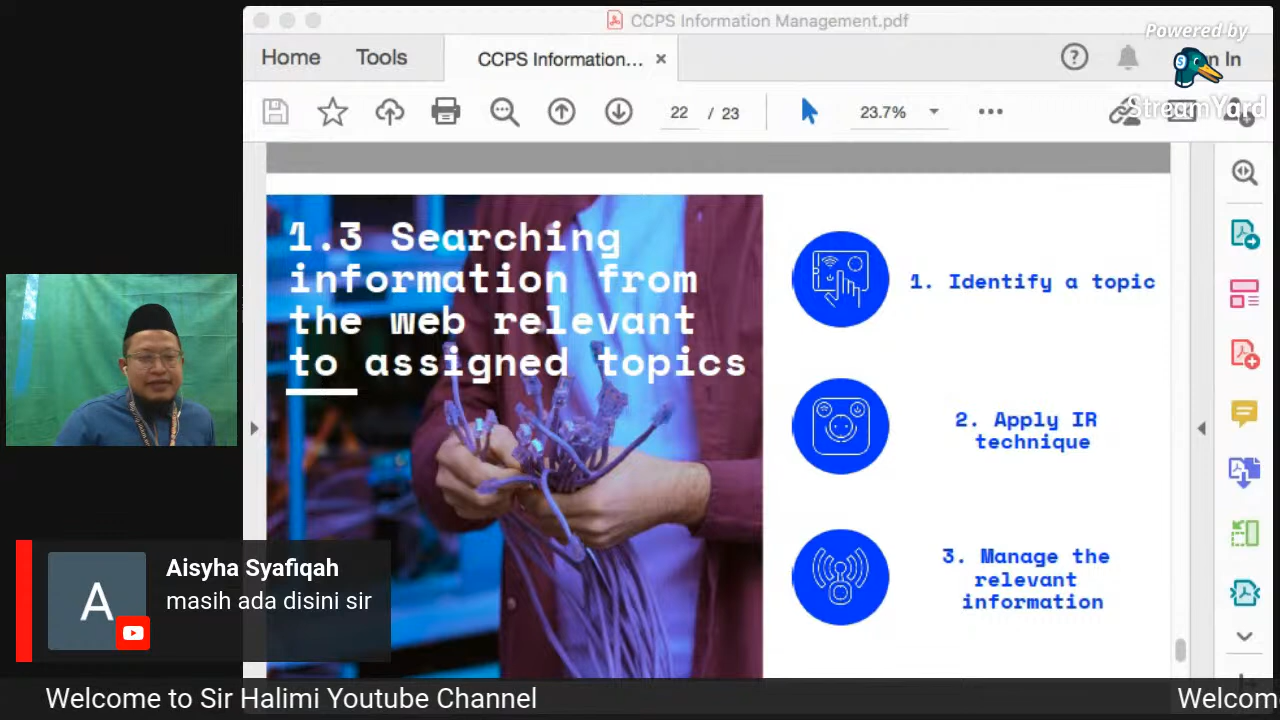 CCPS Information Management.pdf
Powered by
StreamYard
Home
Tools
CCPS Information...
In
22 / 23
23.7%
1.3 Searching
information from
the web relevant
to assigned topics
1. Identify a topic
2. Apply IR
technique
3. Manage the
relevant
information
A
Aisyha Syafiqah
masih ada disini sir
Welcome to Sir Halimi Youtube Channel
Welcom